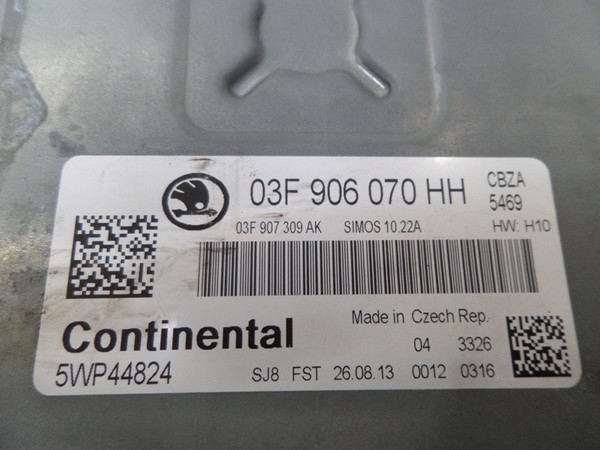 03F 906 070 HH CBZA
5469
03F 907 309 AK SIMOS 10.22A HW: H10
Continental Made in Czech Rep.
04 3326
5WP44824 SJ8 FST 26.08.13 0012 0316